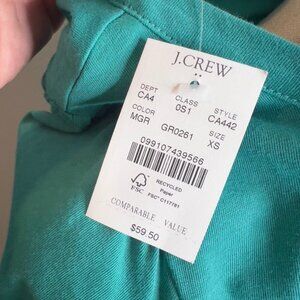 J.CREW
DEPT CLASS STYLE
CA4 0S1 CA442
COLOR SIZE
MGR GR0261 XS
099107439566
FSC
RECYCLED
Paper
FSC® C117781
COMPARABLE VALUE
$59.50